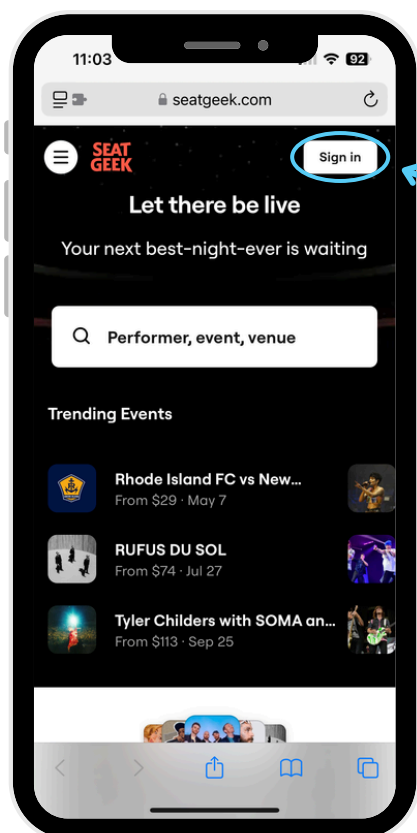 11:03
92
seatgeek.com
SEAT
GEEK
Sign in
Let there be live
Your next best-night-ever is waiting
Performer, event, venue
Trending Events
Rhode Island FC vs New...
From $29 · May 7
RUFUS DU SOL
From $74 · Jul 27
Tyler Childers with SOMA an...
From $113 · Sep 25